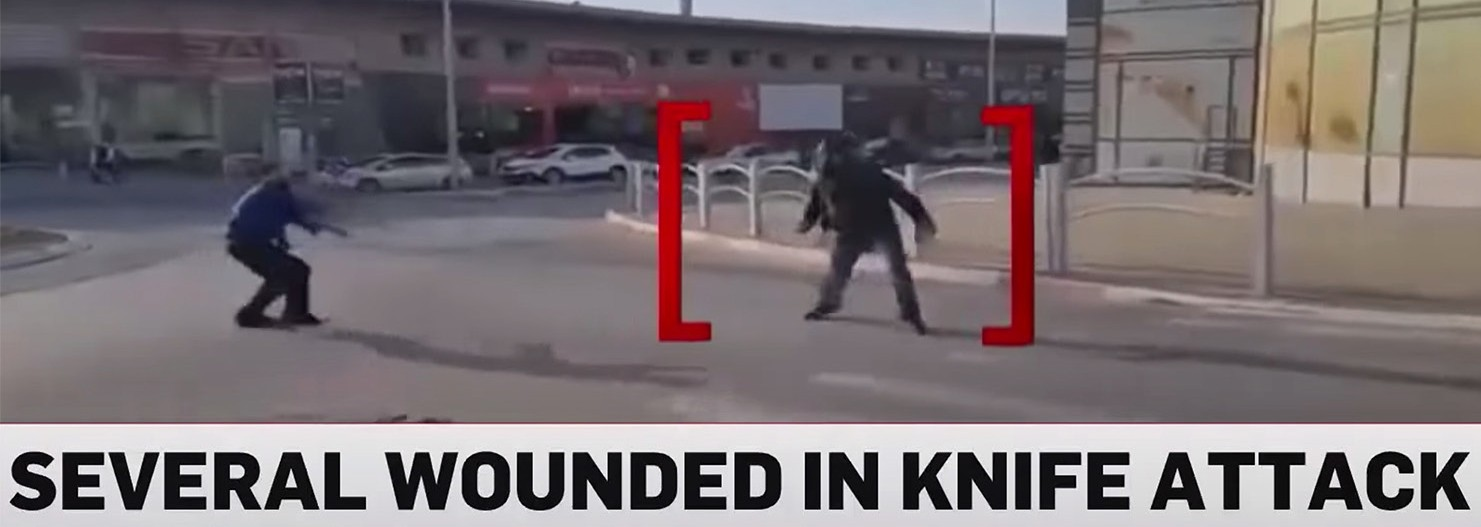 SEVERAL WOUNDED IN KNIFE ATTACK